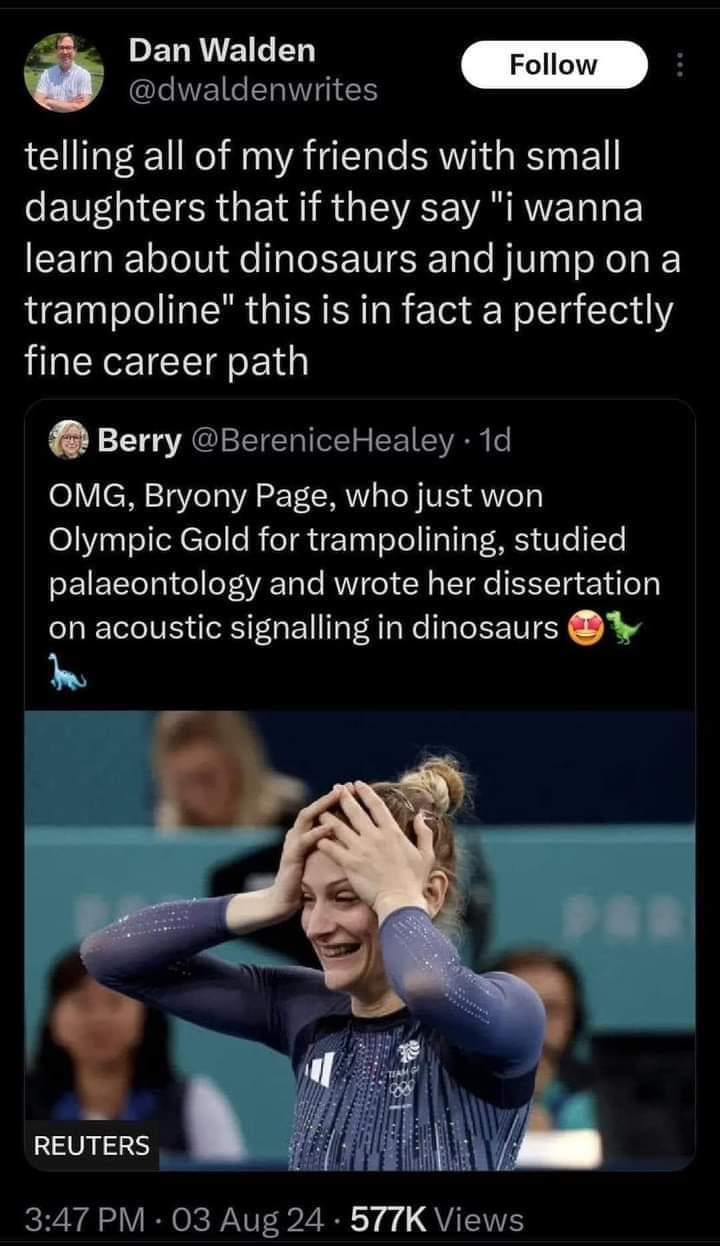 Dan Walden
Follow
@dwaldenwrites
telling all of my friends with small
daughters that if they say "i wanna
learn about dinosaurs and jump on a
trampoline" this is in fact a perfectly
fine career path
Berry @BereniceHealey · 1d
OMG, Bryony Page, who just won
Olympic Gold for trampolining, studied
palaeontology and wrote her dissertation
on acoustic signalling in dinosaurs 🤩🦖
🦕
TEAM
REUTERS
3:47 PM · 03 Aug 24 · 577K Views